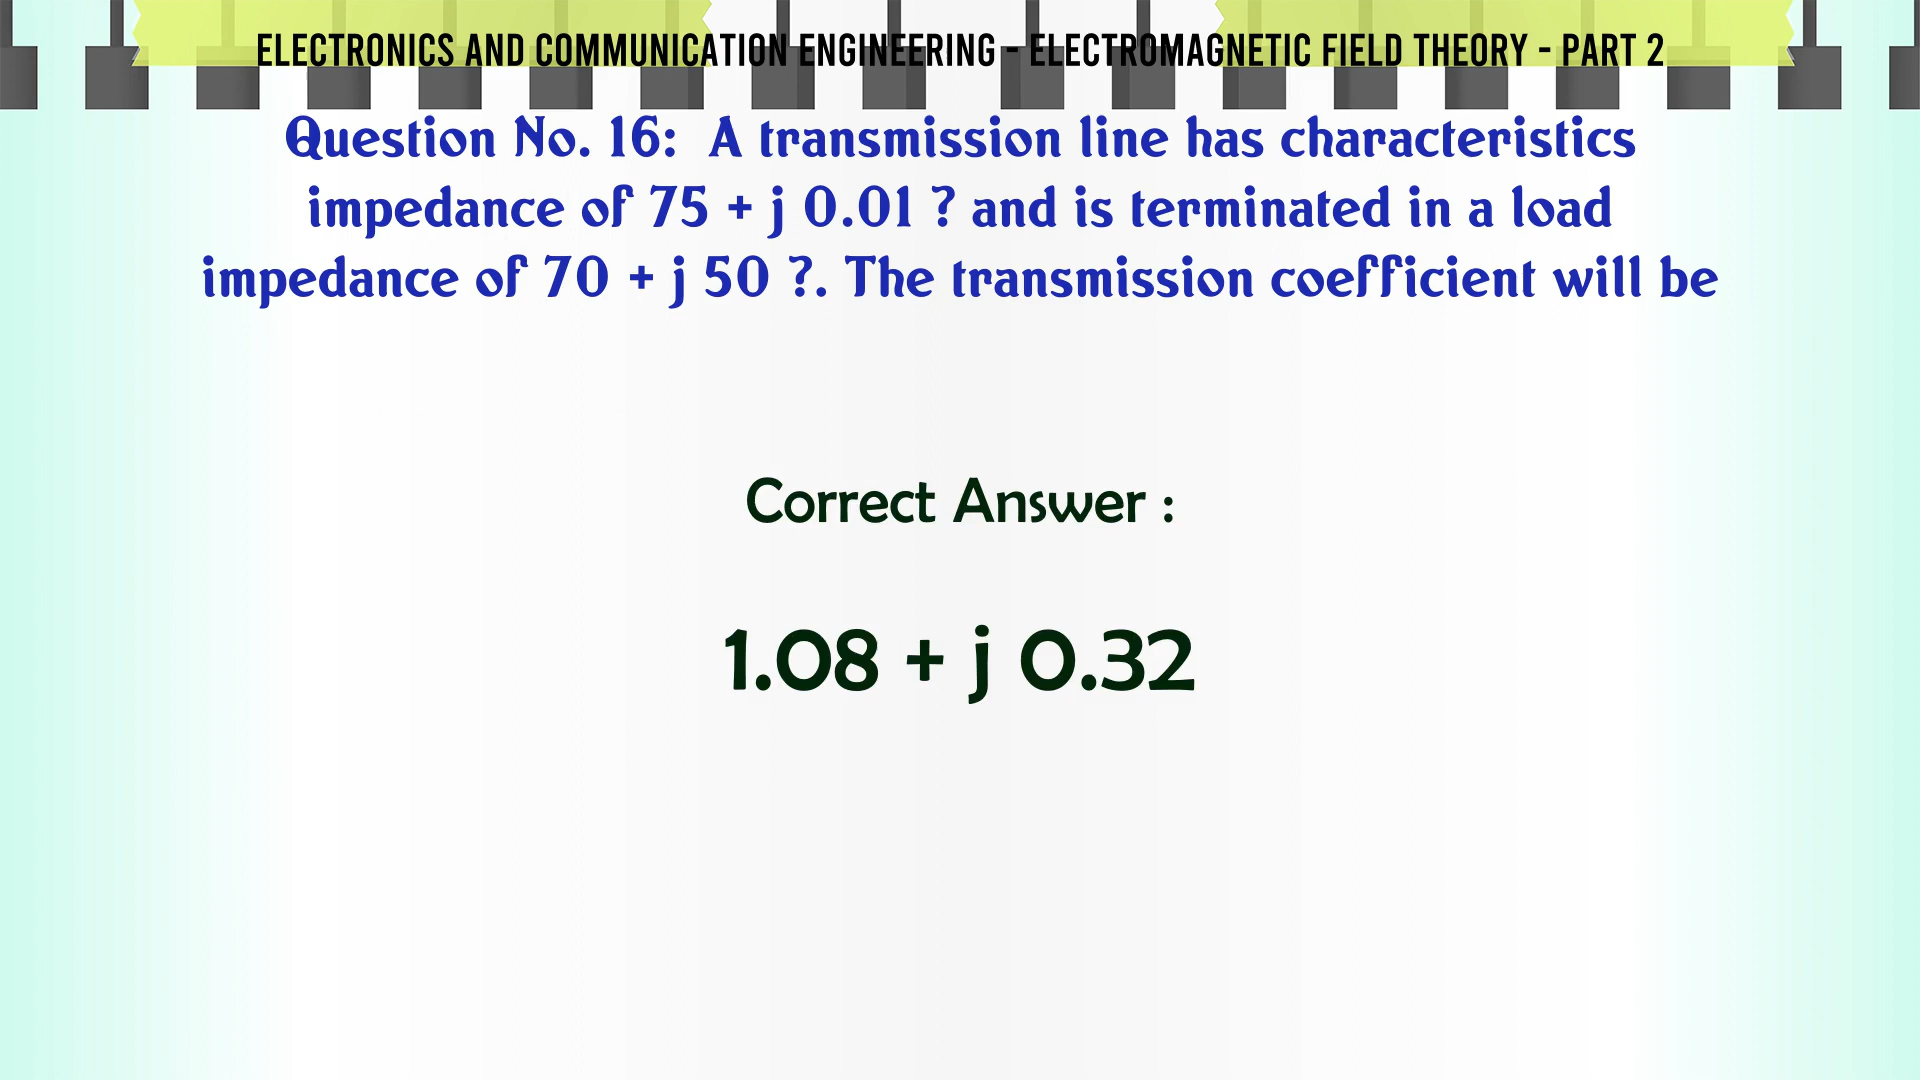 ELECTRONICS AND COMMUNICATION ENGINEERING - ELECTROMAGNETIC FIELD THEORY - PART 2
Question No. 16: A transmission line has characteristics
impedance of 75 + j 0.01 ? and is terminated in a load
impedance of 70 + j 50 ?. The transmission coefficient will be
Correct Answer :
1.08 + j 0.32